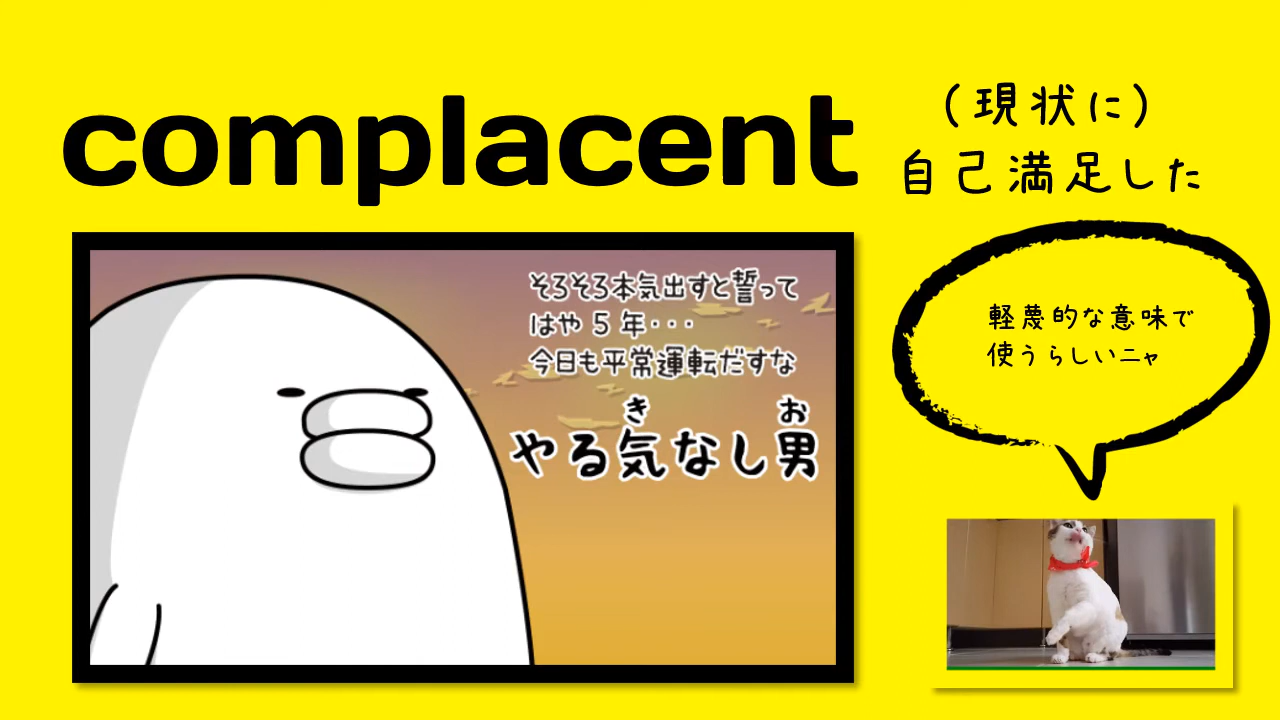 complacent
(現状に)
自己満足した
そろそろ本気出すと誓って
はや 5 年・・・
今日も平常運転だすな
き お
やる気なし男
軽蔑的な意味で
使うらしいニャ